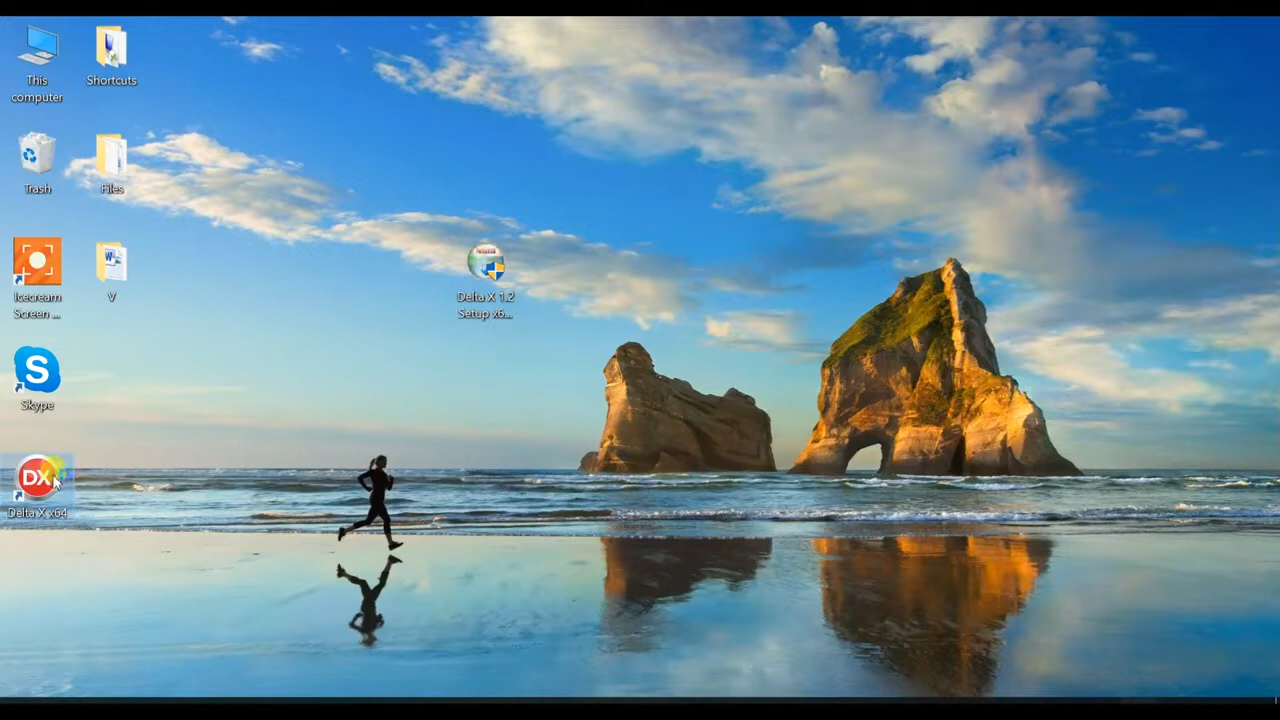 This
computer
Shortcuts
Trash
Files
Icecream
Screen ...
V
Delta X 1.2
Setup x6...
S
Skype
DX
Delta X x64